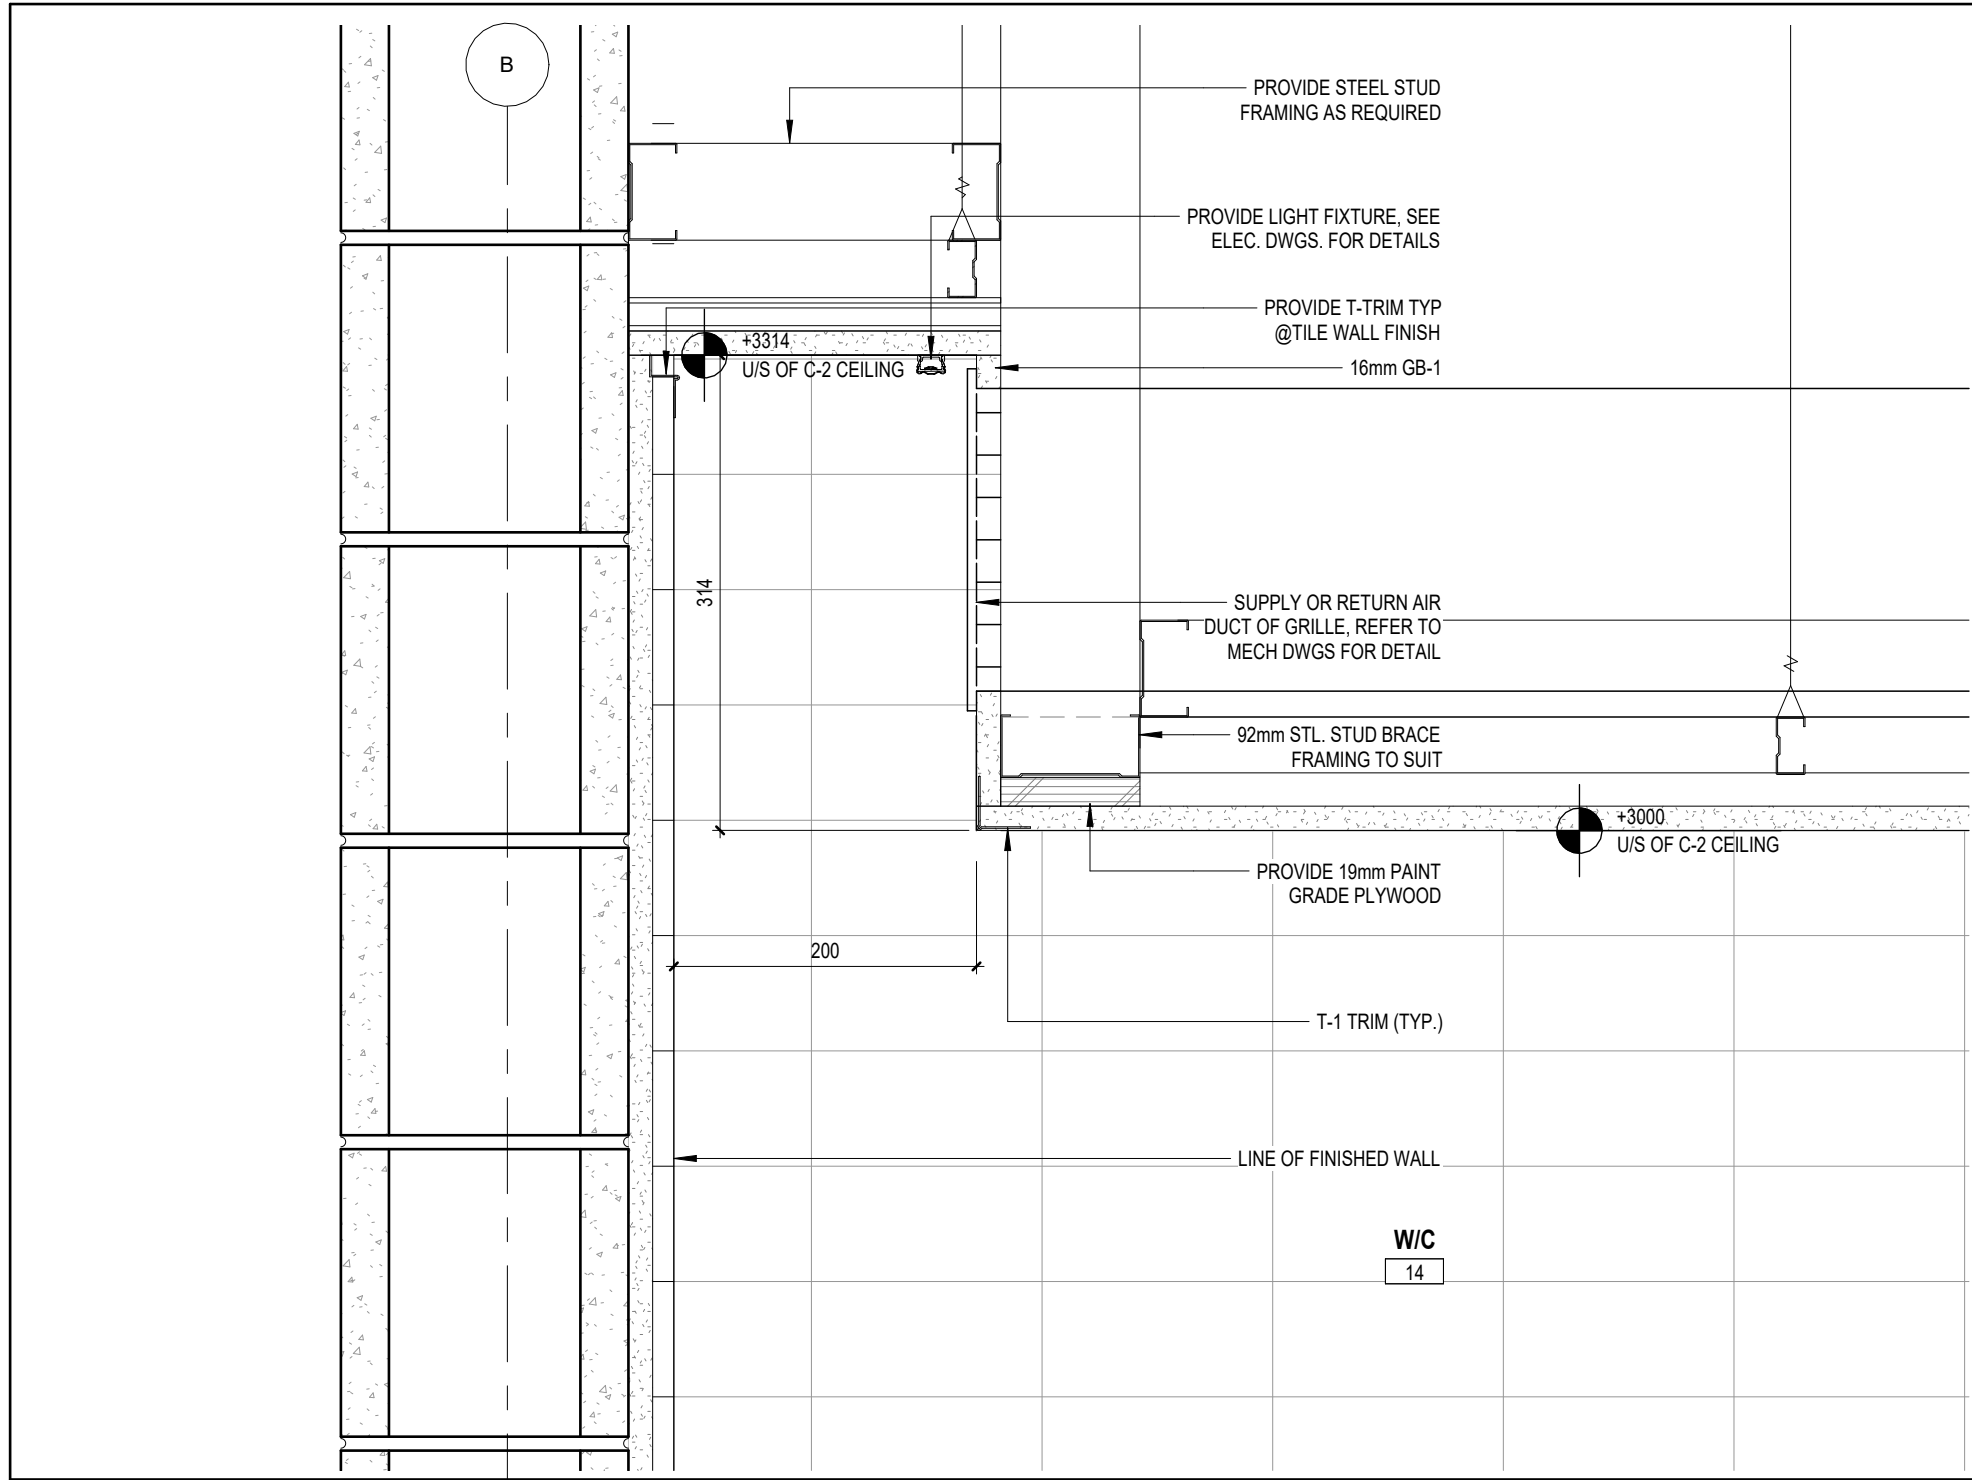 B
PROVIDE STEEL STUD
FRAMING AS REQUIRED
PROVIDE LIGHT FIXTURE, SEE
ELEC. DWGS. FOR DETAILS
PROVIDE T-TRIM TYP
@TILE WALL FINISH
+3314
U/S OF C-2 CEILING
16mm GB-1
314
SUPPLY OR RETURN AIR
DUCT OF GRILLE, REFER TO
MECH DWGS FOR DETAIL
92mm STL. STUD BRACE
FRAMING TO SUIT
+3000
U/S OF C-2 CEILING
PROVIDE 19mm PAINT
GRADE PLYWOOD
200
T-1 TRIM (TYP.)
LINE OF FINISHED WALL
W/C
14